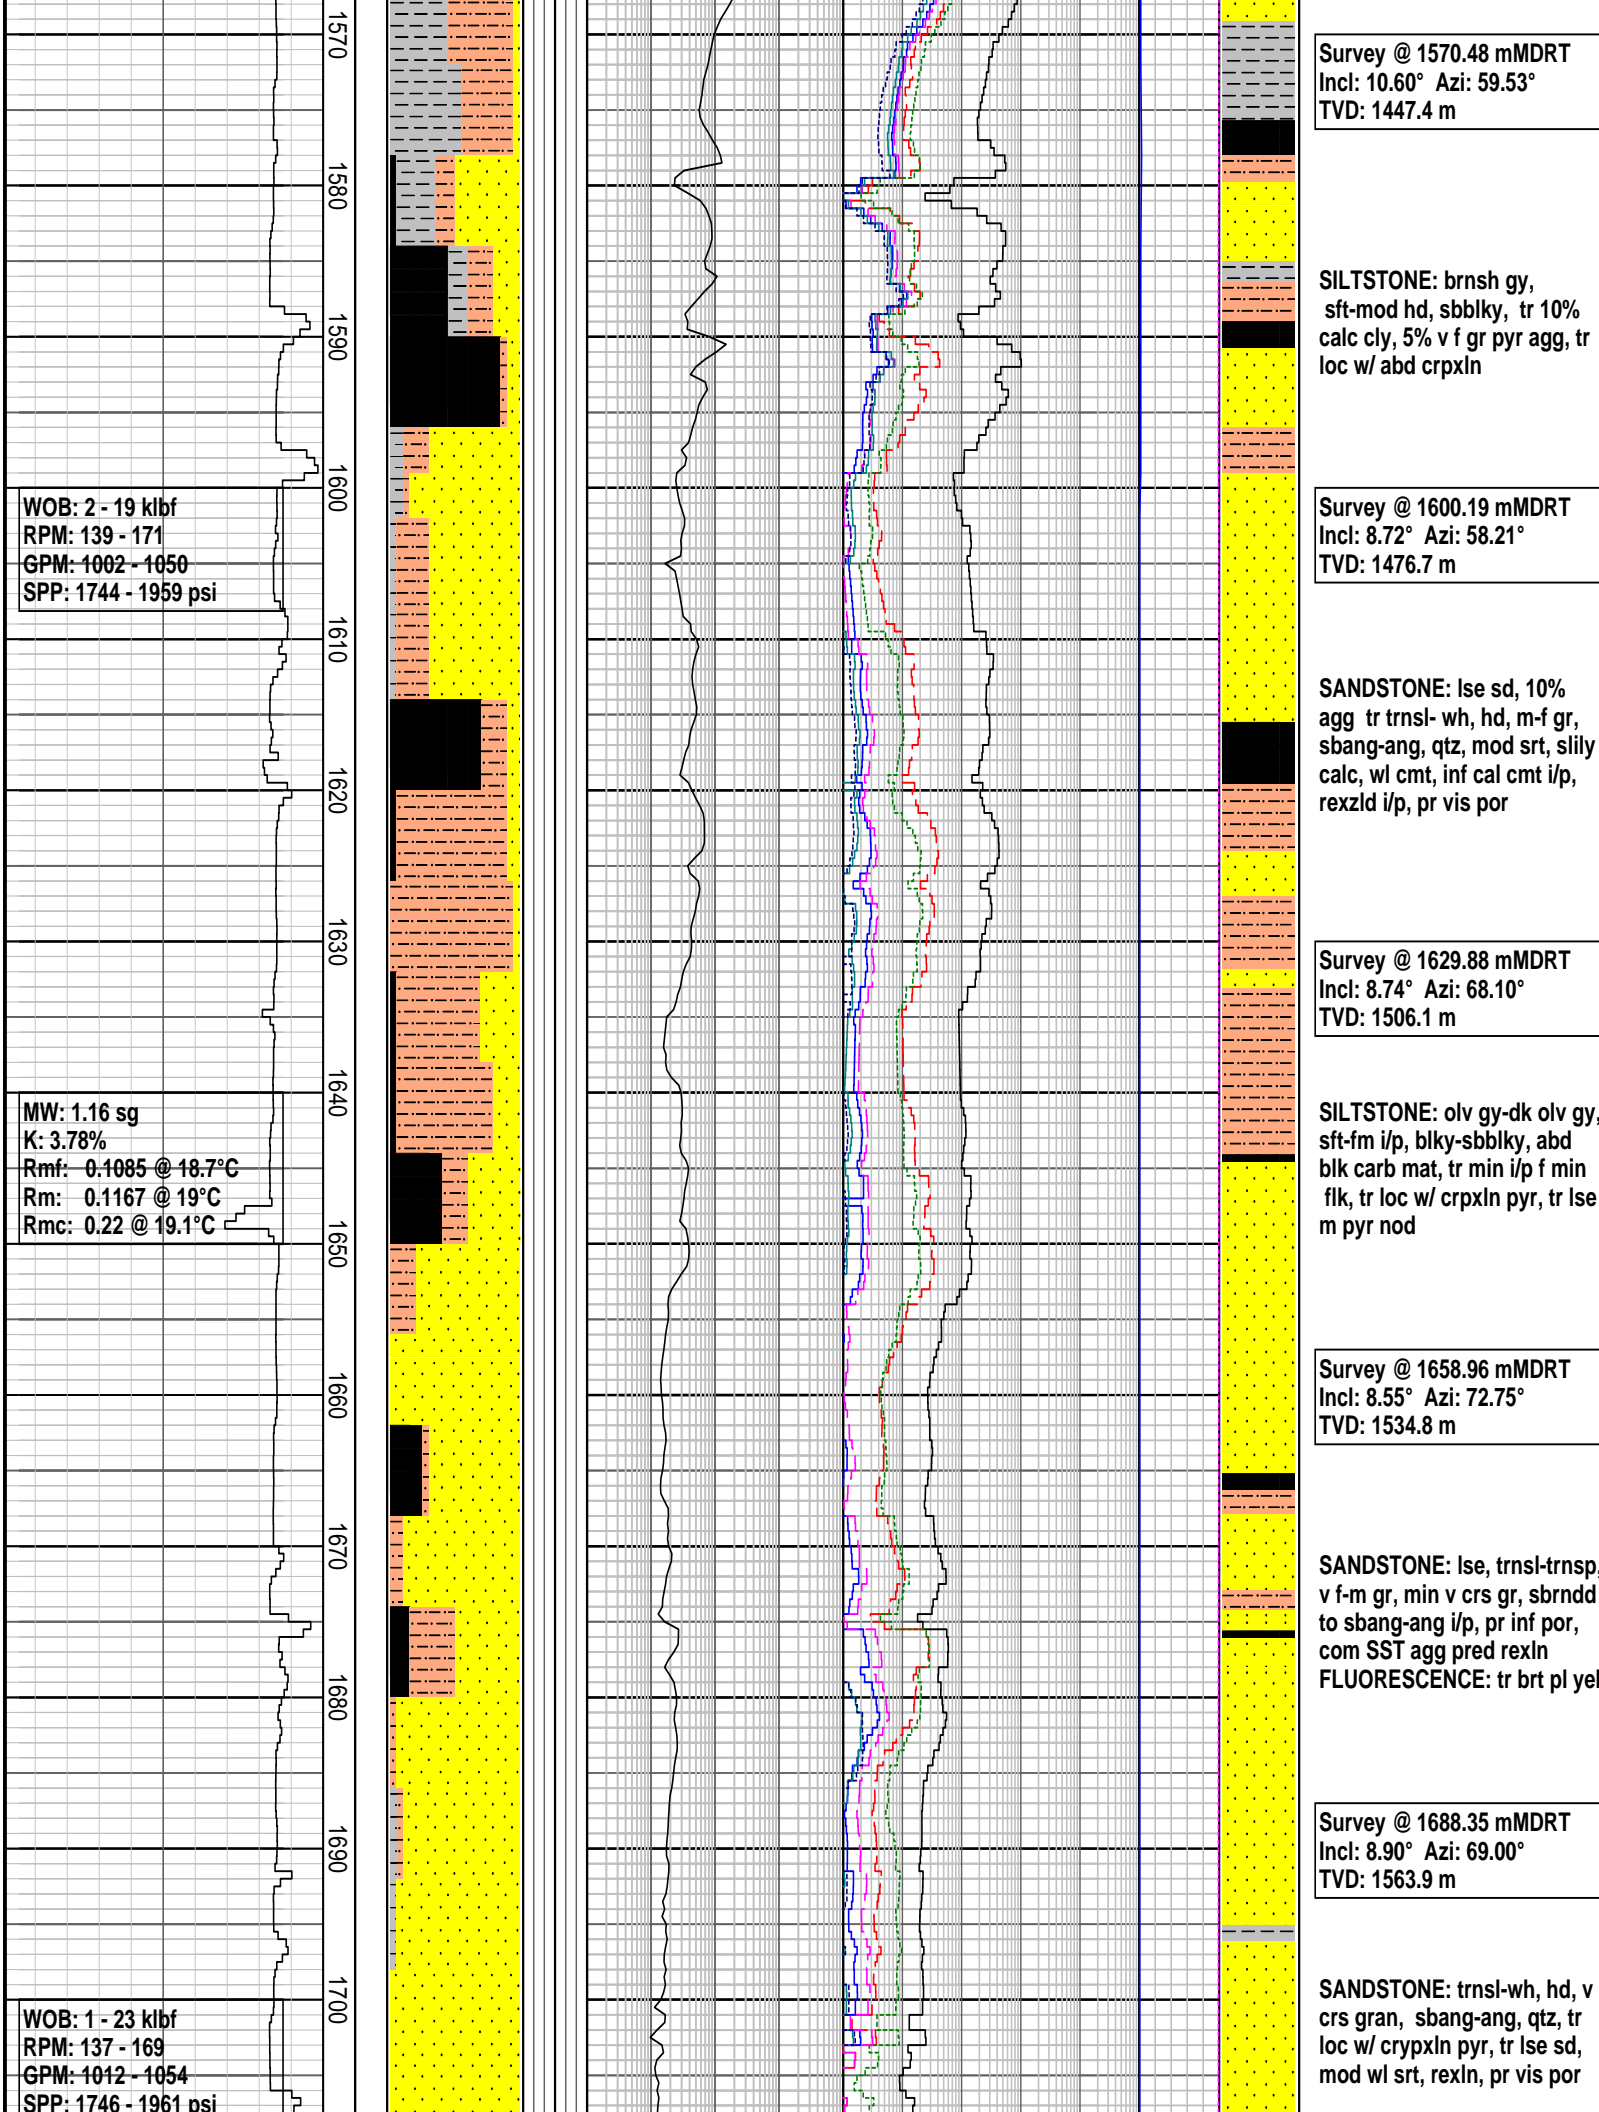 1570
1580
1590
1600
1610
1620
1630
1640
1650
1660
1670
1680
1690
1700
WOB: 2 - 19 klbf
RPM: 139 - 171
GPM: 1002 - 1050
SPP: 1744 - 1959 psi
MW: 1.16 sg
K: 3.78%
Rmf: 0.1085 @ 18.7°C
Rm: 0.1167 @ 19°C
Rmc: 0.22 @ 19.1°C
WOB: 1 - 23 klbf
RPM: 137 - 169
GPM: 1012 - 1054
SPP: 1746 - 1961 psi
Survey @ 1570.48 mMDRT
Incl: 10.60° Azi: 59.53°
TVD: 1447.4 m
SILTSTONE: brnsh gy,
sft-mod hd, sbblky, tr 10%
calc cly, 5% v f gr pyr agg, tr
loc w/ abd crpxln
Survey @ 1600.19 mMDRT
Incl: 8.72° Azi: 58.21°
TVD: 1476.7 m
SANDSTONE: lse sd, 10%
agg tr trnsl- wh, hd, m-f gr,
sbang-ang, qtz, mod srt, slily
calc, wl cmt, inf cal cmt i/p,
rexzld i/p, pr vis por
Survey @ 1629.88 mMDRT
Incl: 8.74° Azi: 68.10°
TVD: 1506.1 m
SILTSTONE: olv gy-dk olv gy,
sft-fm i/p, blky-sbblky, abd
blk carb mat, tr min i/p f min
flk, tr loc w/ crpxln pyr, tr lse
m pyr nod
Survey @ 1658.96 mMDRT
Incl: 8.55° Azi: 72.75°
TVD: 1534.8 m
SANDSTONE: lse, trnsl-trnsp,
v f-m gr, min v crs gr, sbrndd
to sbang-ang i/p, pr inf por,
com SST agg pred rexln
FLUORESCENCE: tr brt pl yel
Survey @ 1688.35 mMDRT
Incl: 8.90° Azi: 69.00°
TVD: 1563.9 m
SANDSTONE: trnsl-wh, hd, v
crs gran, sbang-ang, qtz, tr
loc w/ crypxln pyr, tr lse sd,
mod wl srt, rexln, pr vis por